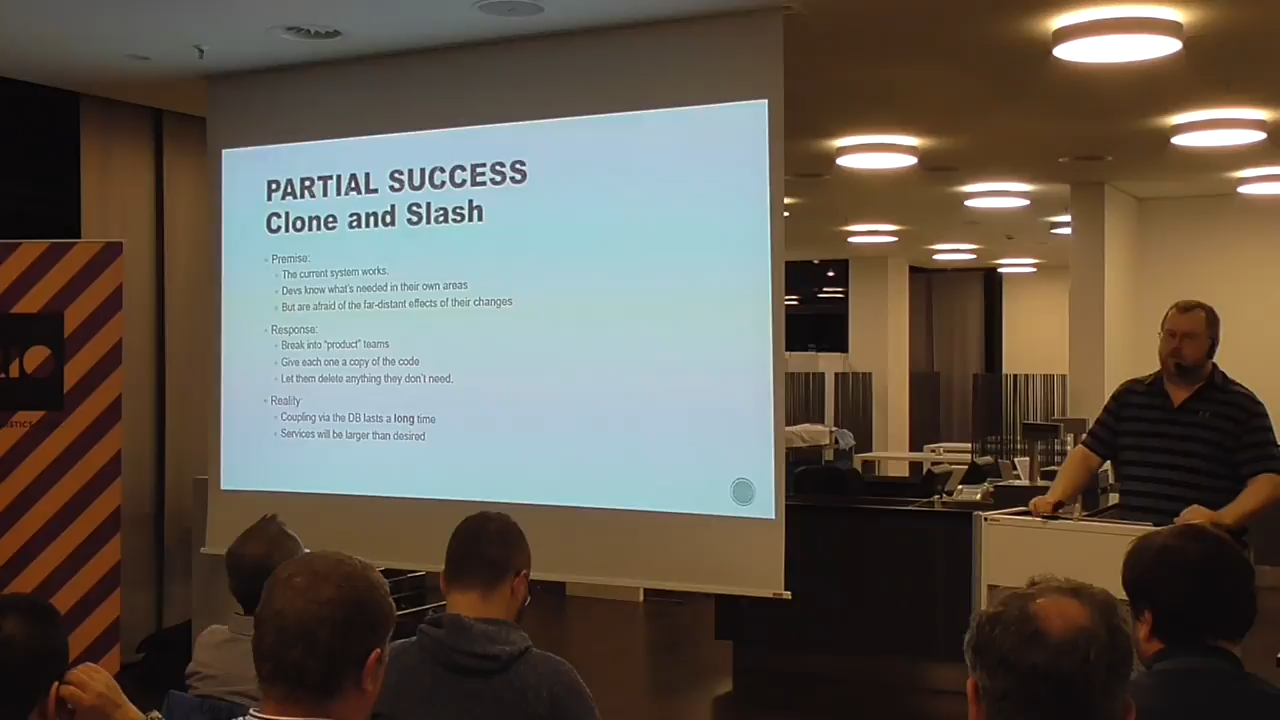 PARTIAL SUCCESS
Clone and Slash
Premise:
The current system works.
Devs know what's needed in their own areas
But are afraid of the far-distant effects of their changes
Response:
Break into "product" teams
Give each one a copy of the code
Let them delete anything they don't need.
Reality
Coupling via the DB lasts a long time
Services will be larger than desired